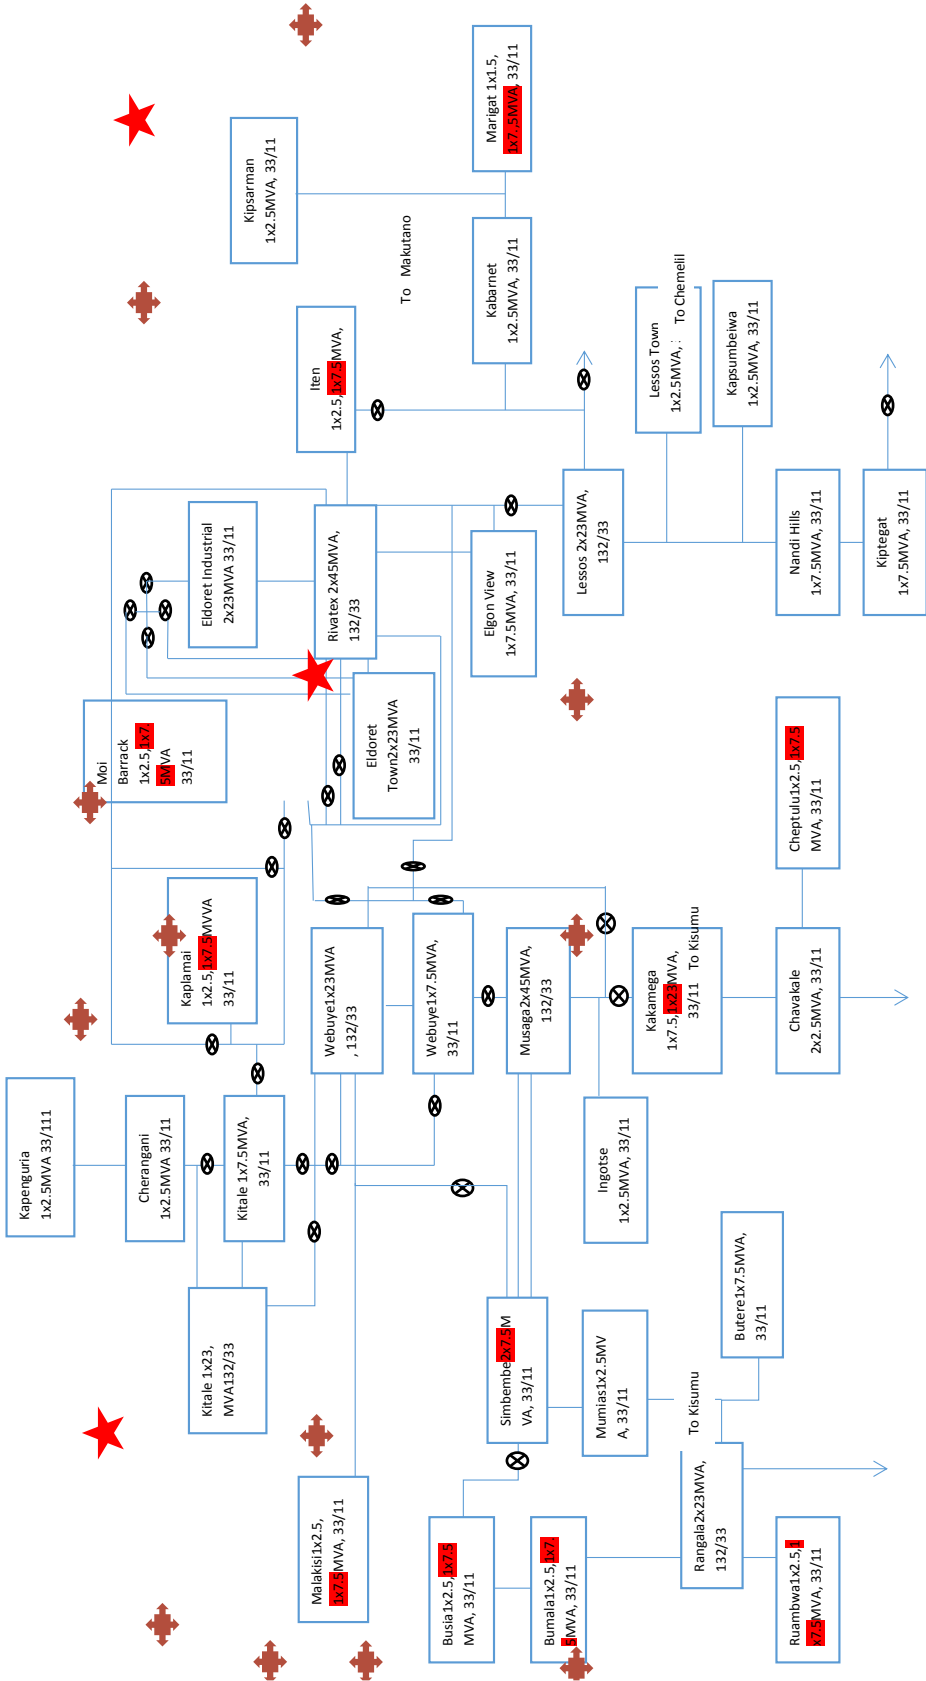 Kapenguria
1x2.5MVA 33/111
Cherangani
1x2.5MVA 33/11
Kitale 1x7.5MVA,
33/11
Kitale 1x23,
MVA132/33
Malakisi1x2.5,
1x7.5MVA, 33/11
Busia1x2.5,1x7.5
MVA, 33/11
Bumala1x2.5,1x7.
5MVA, 33/11
Simbembe2x7.5M
VA, 33/11
Mumias1x2.5MV
A, 33/11
To Kisumu
Butere1x7.5MVA,
33/11
Rangala2x23MVA,
132/33
Ruambwa1x2.5,1
x7.5MVA, 33/11
Moi
Barrack
1x2.5,1x7.
5MVA
33/11
Kaplamai
1x2.5,1x7.5MVVA
33/11
Webuye1x23MVA
, 132/33
Webuye1x7.5MVA,
33/11
Musaga2x45MVA,
132/33
Ingotse
1x2.5MVA, 33/11
Kakamega
1x7.5,1x23MVA,
33/11 To Kisumu
Chavakale
2x2.5MVA, 33/11
Cheptulu1x2.5,1x7.5
MVA, 33/11
Eldoret Industrial
2x23MVA 33/11
Rivatex 2x45MVA,
132/33
Eldoret
Town2x23MVA
33/11
Elgon View
1x7.5MVA, 33/11
Lessos 2x23MVA,
132/33
Nandi Hills
1x7.5MVA, 33/11
Kiptegat
1x7.5MVA, 33/11
Kipsarman
1x2.5MVA, 33/11
Iten
1x2.5,1x7.5MVA,
To Makutano
Kabarnet
1x2.5MVA, 33/11
Marigat 1x1.5,
1x7.,5MVA, 33/11
Lessos Town
1x2.5MVA, : To Chemelil
Kapsumbeiwa
1x2.5MVA, 33/11